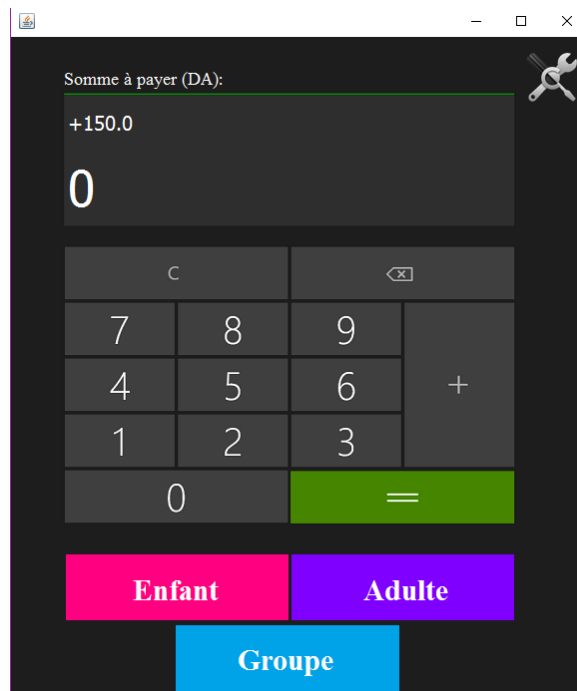 Somme à payer (DA):
+150.0
0
C
7 8 9
4 5 6 +
1 2 3
0 =
Enfant Adulte
Groupe